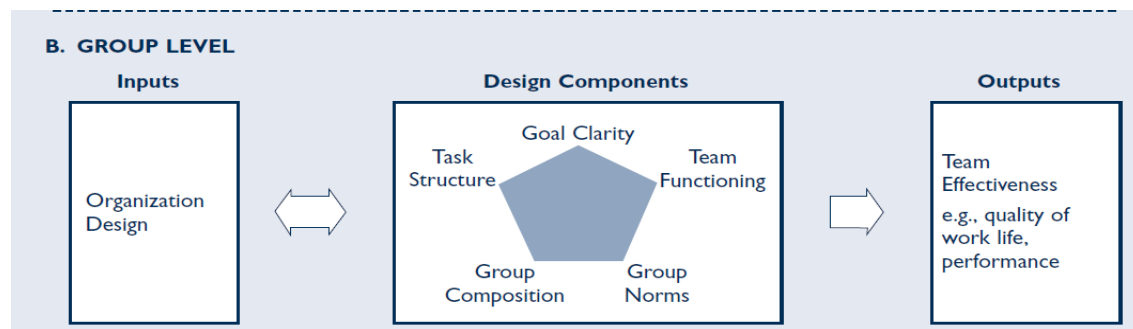 B. GROUP LEVEL
Inputs
Design Components
Outputs
Organization
Design
Goal Clarity
Task
Structure
Team
Functioning
Group
Composition
Group
Norms
Team
Effectiveness
e.g., quality of
work life,
performance